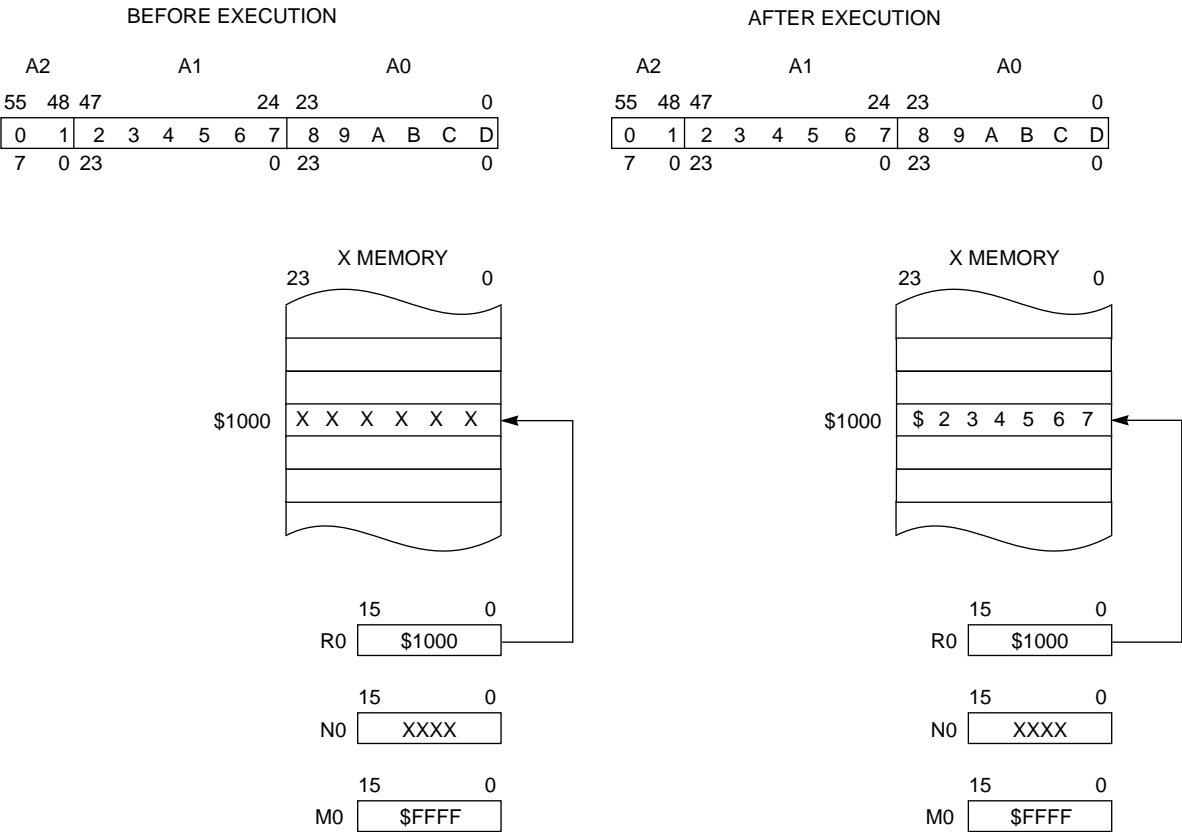 BEFORE EXECUTION AFTER EXECUTION
A2 A1 A0 A2 A1 A0
55 48 47 24 23 0 55 48 47 24 23 0
0 1 2 3 4 5 6 7 8 9 A B C D 0 1 2 3 4 5 6 7 8 9 A B C D
7 0 23 0 23 0 7 0 23 0 23 0
X MEMORY X MEMORY
23 0 23 0
$1000 X X X X X X $1000 $ 2 3 4 5 6 7
15 0 15 0
R0 $1000 R0 $1000
15 0 15 0
N0 XXXX N0 XXXX
15 0 15 0
M0 $FFFF M0 $FFFF